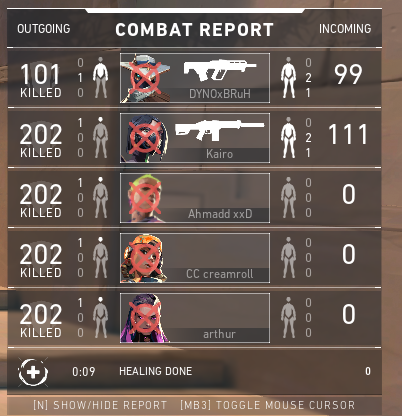 OUTGOING COMBAT REPORT INCOMING
101 0 0 99
KILLED 1 2
0 1
DYNOxBRuH
202 1 0 111
KILLED 0 2
0 1
Kairo
202 1 0 0
KILLED 0 0
0 0
Ahmadd xxD
202 1 0 0
KILLED 0 0
0 0
CC creamroll
202 1 0 0
KILLED 0 0
0 0
arthur
0:09 HEALING DONE 0
[N] SHOW/HIDE REPORT [MB3] TOGGLE MOUSE CURSOR